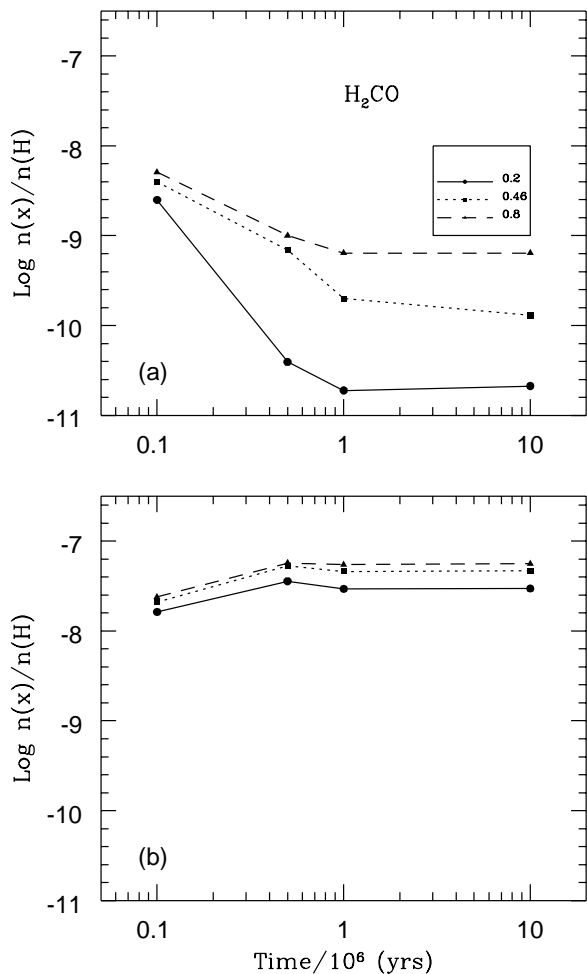 -7
H₂CO
-8
0.2
0.46
0.8
-9
-10
(a)
-11
Log n(x)/n(H)
0.1 1 10
-7
-8
-9
-10
(b)
-11
Log n(x)/n(H)
0.1 1 10
Time/10⁶ (yrs)